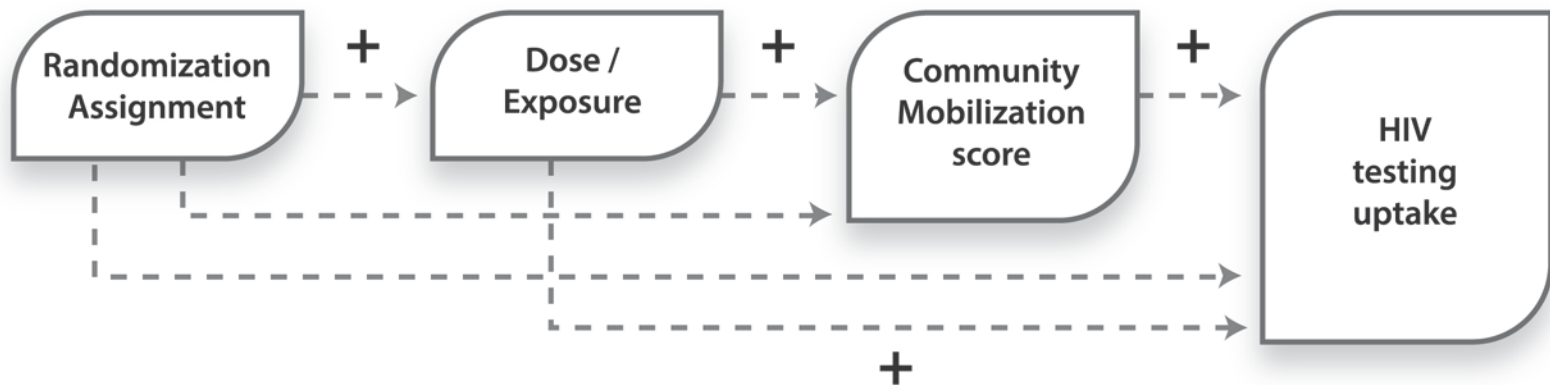 +
+
+
Randomization
Assignment
Dose /
Exposure
Community
Mobilization
score
HIV
testing
uptake
+